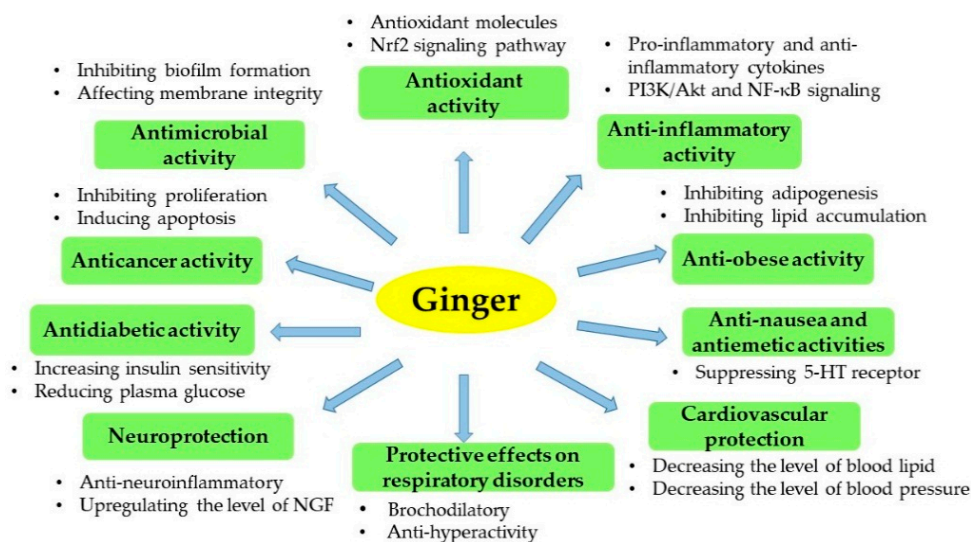 • Antioxidant molecules
• Nrf2 signaling pathway
Antioxidant
activity
• Pro-inflammatory and anti-
inflammatory cytokines
• PI3K/Akt and NF-κB signaling
Anti-inflammatory
activity
• Inhibiting adipogenesis
• Inhibiting lipid accumulation
Anti-obese activity
Anti-nausea and
antiemetic activities
• Suppressing 5-HT receptor
Cardiovascular
protection
• Decreasing the level of blood lipid
• Decreasing the level of blood pressure
Protective effects on
respiratory disorders
• Brochodilatory
• Anti-hyperactivity
Neuroprotection
• Anti-neuroinflammatory
• Upregulating the level of NGF
Antidiabetic activity
• Increasing insulin sensitivity
• Reducing plasma glucose
• Inhibiting proliferation
• Inducing apoptosis
Anticancer activity
• Inhibiting biofilm formation
• Affecting membrane integrity
Antimicrobial
activity
Ginger